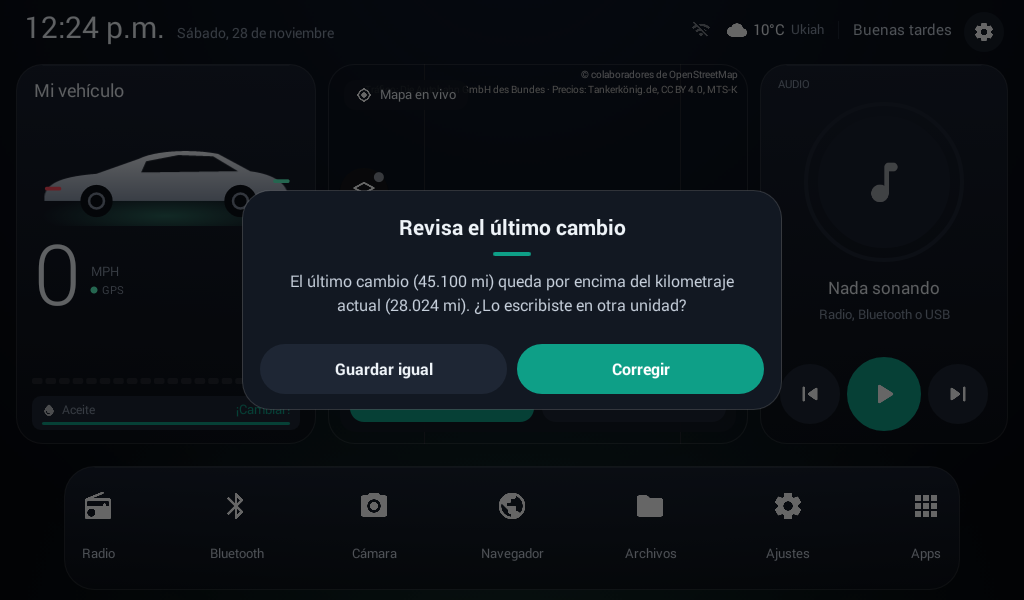 12:24 p.m.
Sábado, 28 de noviembre
10°C Ukiah
Buenas tardes
Mi vehículo
© colaboradores de OpenStreetMap
Mapa en vivo
des Bundes · Precios: Tankerkönig.de, CC BY 4.0, MTS-K
AUDIO
Revisa el último cambio
El último cambio (45.100 mi) queda por encima del kilometraje
actual (28.024 mi). ¿Lo escribiste en otra unidad?
Guardar igual
Corregir
0
MPH
GPS
Nada sonando
Radio, Bluetooth o USB
Aceite
¡Cambiar!
Radio
Bluetooth
Cámara
Navegador
Archivos
Ajustes
Apps